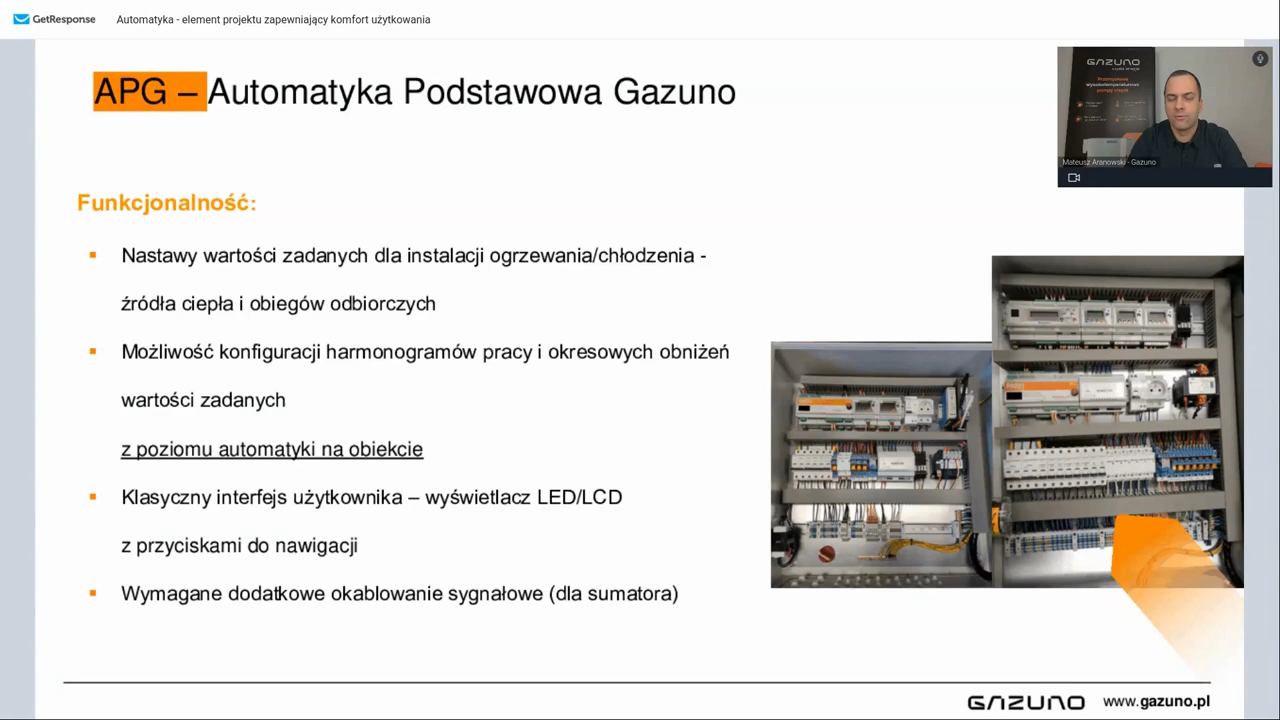 GetResponse
Automatyka - element projektu zapewniający komfort użytkowania
APG – Automatyka Podstawowa Gazuno
GAZUNO
Mateusz Aranowski - Gazuno
Funkcjonalność:
Nastawy wartości zadanych dla instalacji ogrzewania/chłodzenia -
źródła ciepła i obiegów odbiorczych
Możliwość konfiguracji harmonogramów pracy i okresowych obniżeń
wartości zadanych
z poziomu automatyki na obiekcie
Klasyczny interfejs użytkownika – wyświetlacz LED/LCD
z przyciskami do nawigacji
Wymagane dodatkowe okablowanie sygnałowe (dla sumatora)
GAZUNO
www.gazuno.pl